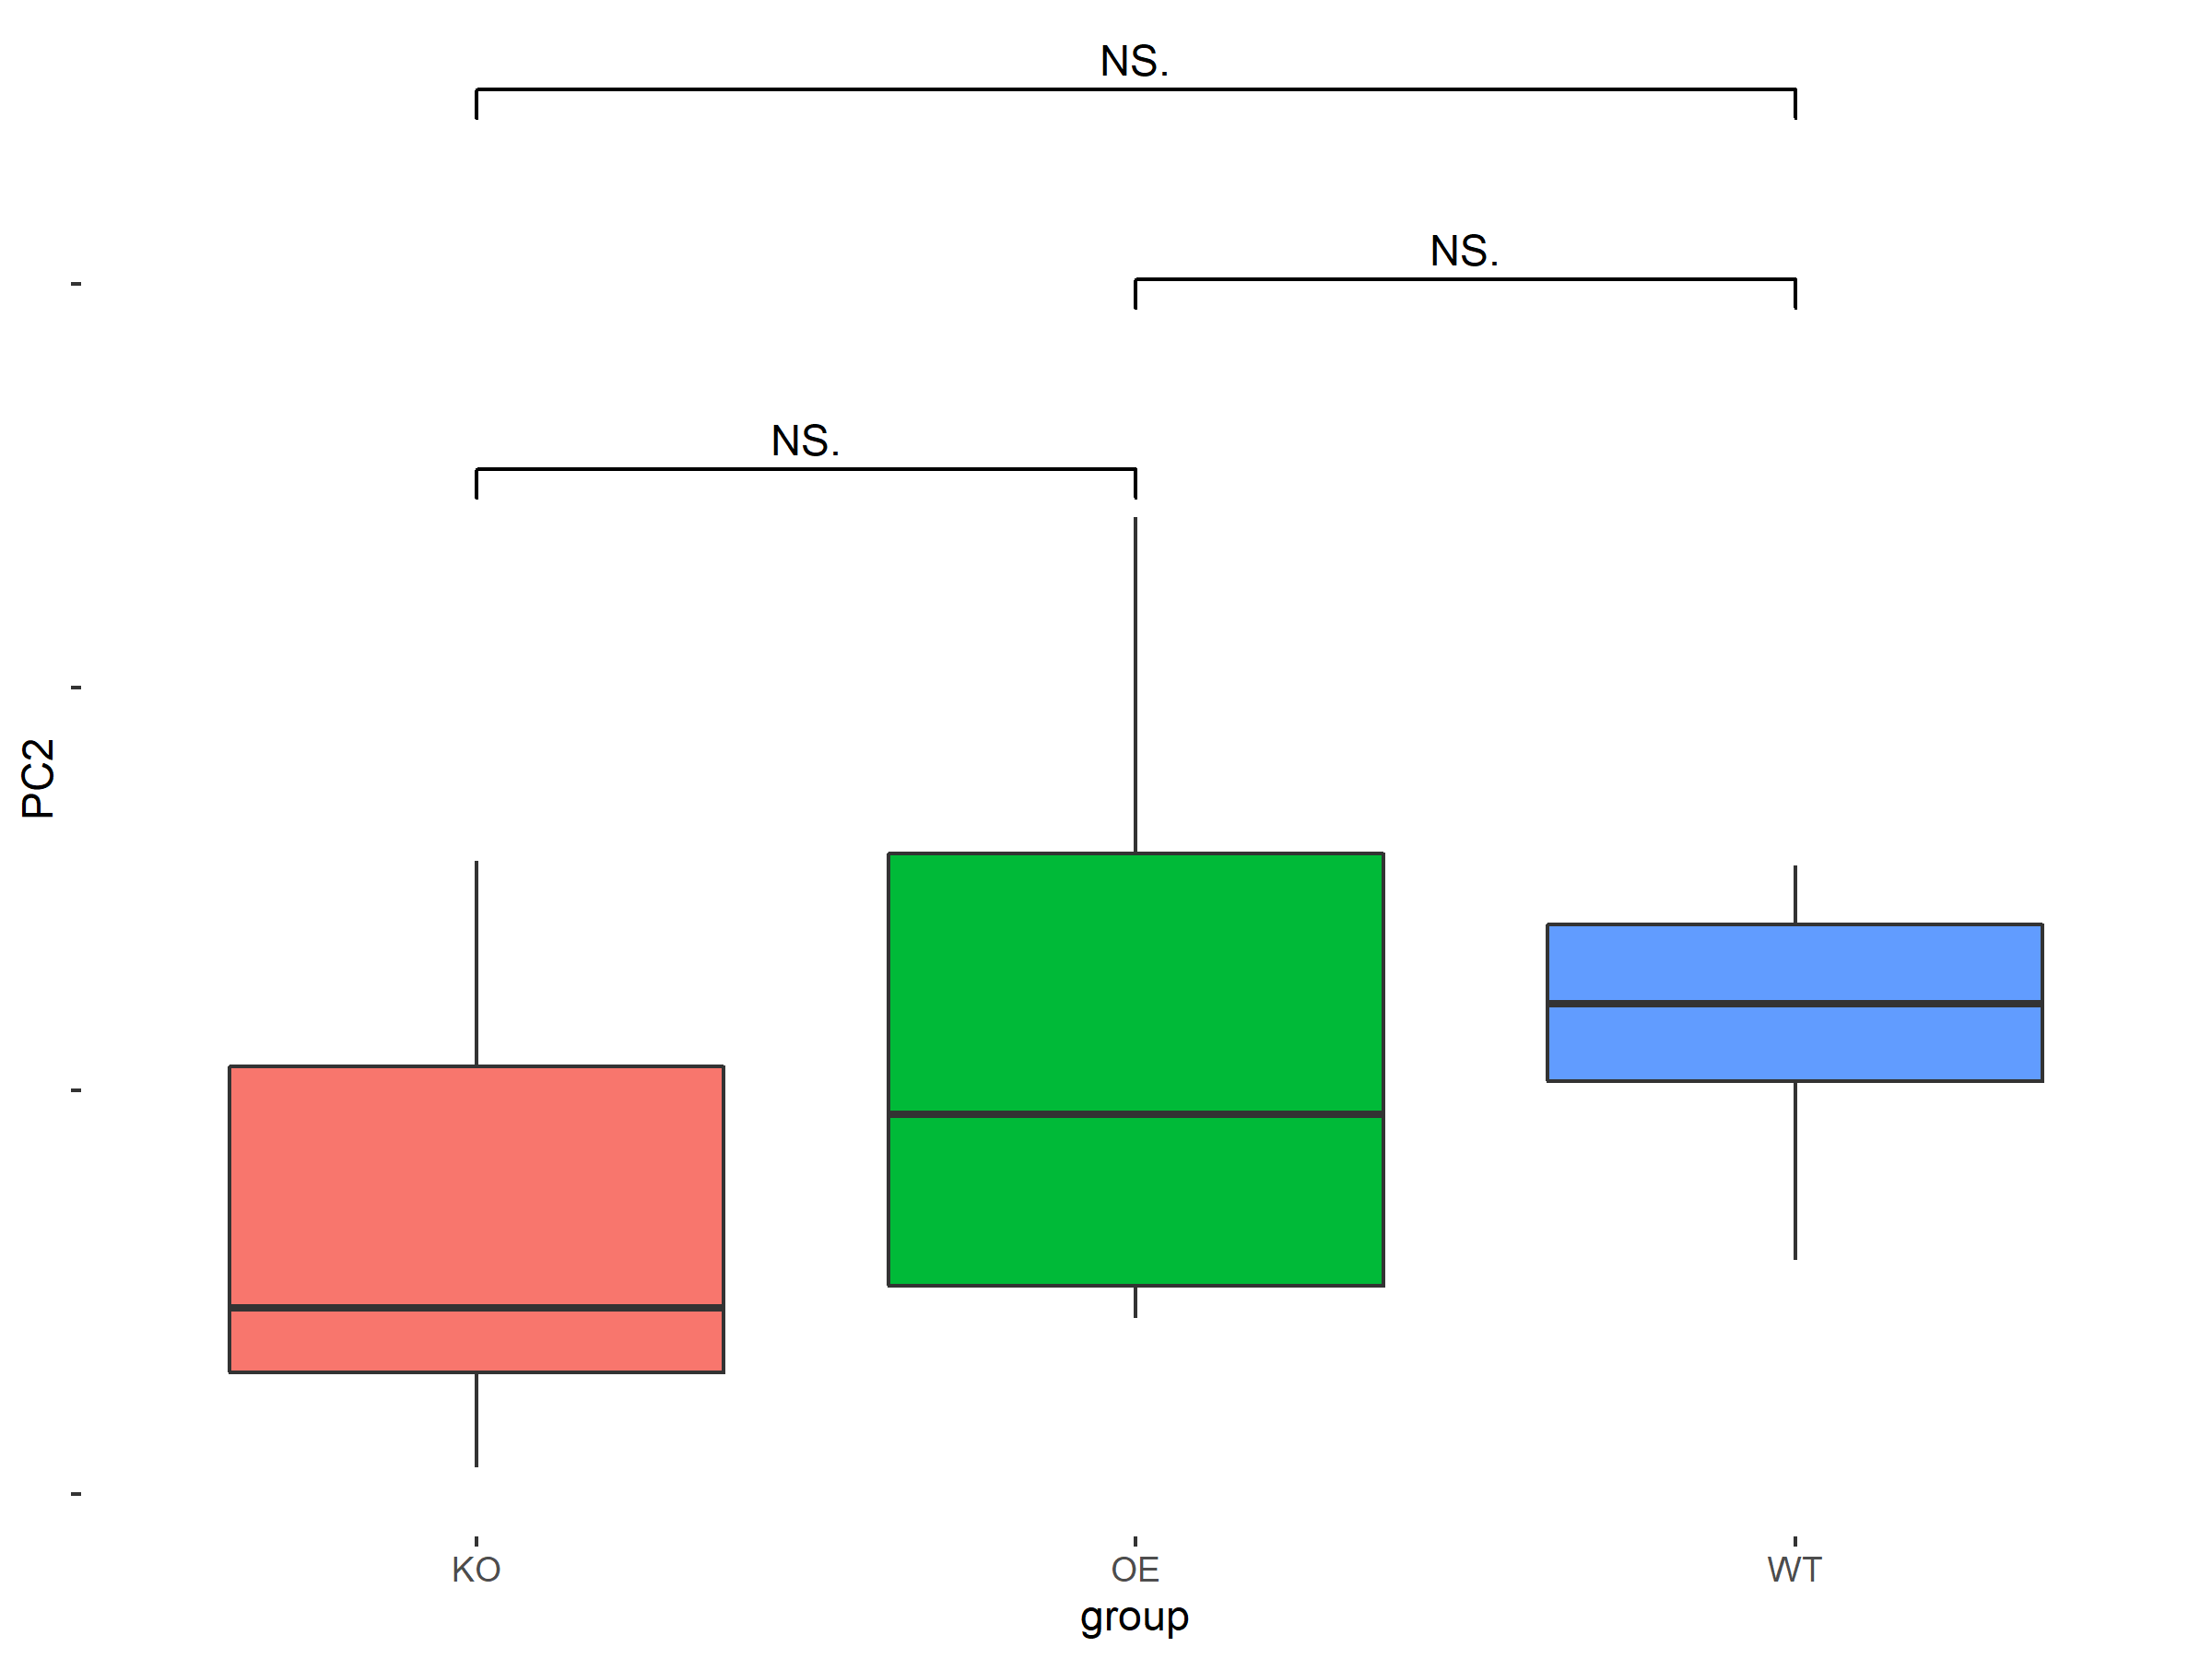 NS.
NS.
NS.
PC2
KO
OE
WT
group